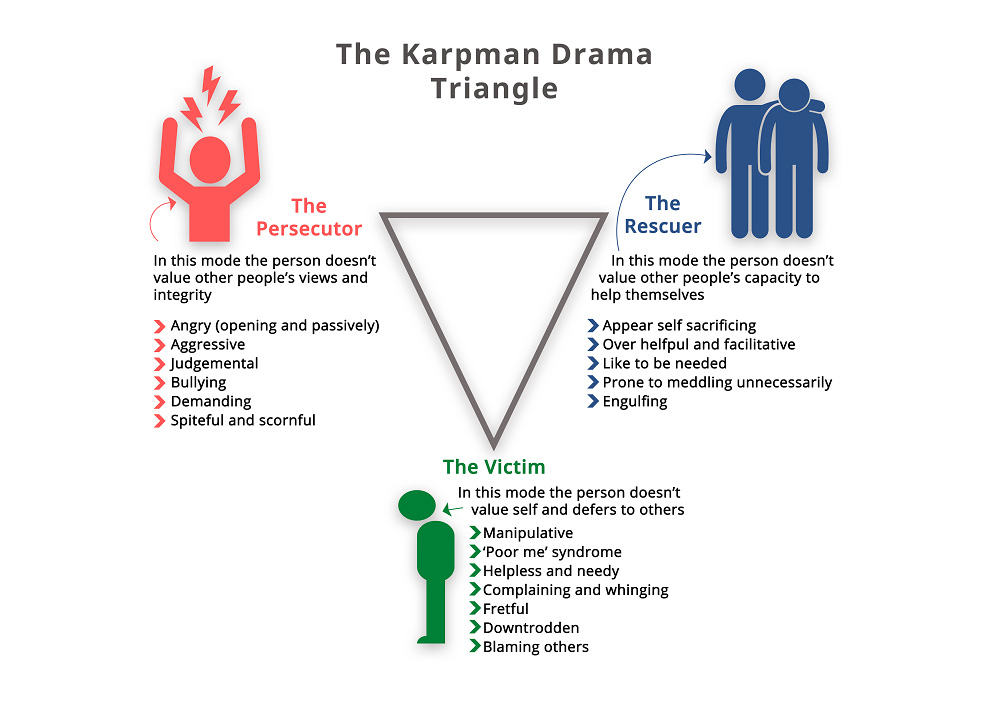 The Karpman Drama
Triangle
The
Persecutor
In this mode the person doesn't
value other people's views and
integrity
Angry (opening and passively)
Aggressive
Judgemental
Bullying
Demanding
Spiteful and scornful
The
Rescuer
In this mode the person doesn't
value other people's capacity to
help themselves
Appear self sacrificing
Over helfpul and facilitative
Like to be needed
Prone to meddling unnecessarily
Engulfing
The Victim
In this mode the person doesn't
value self and defers to others
Manipulative
‘Poor me’ syndrome
Helpless and needy
Complaining and whinging
Fretful
Downtrodden
Blaming others